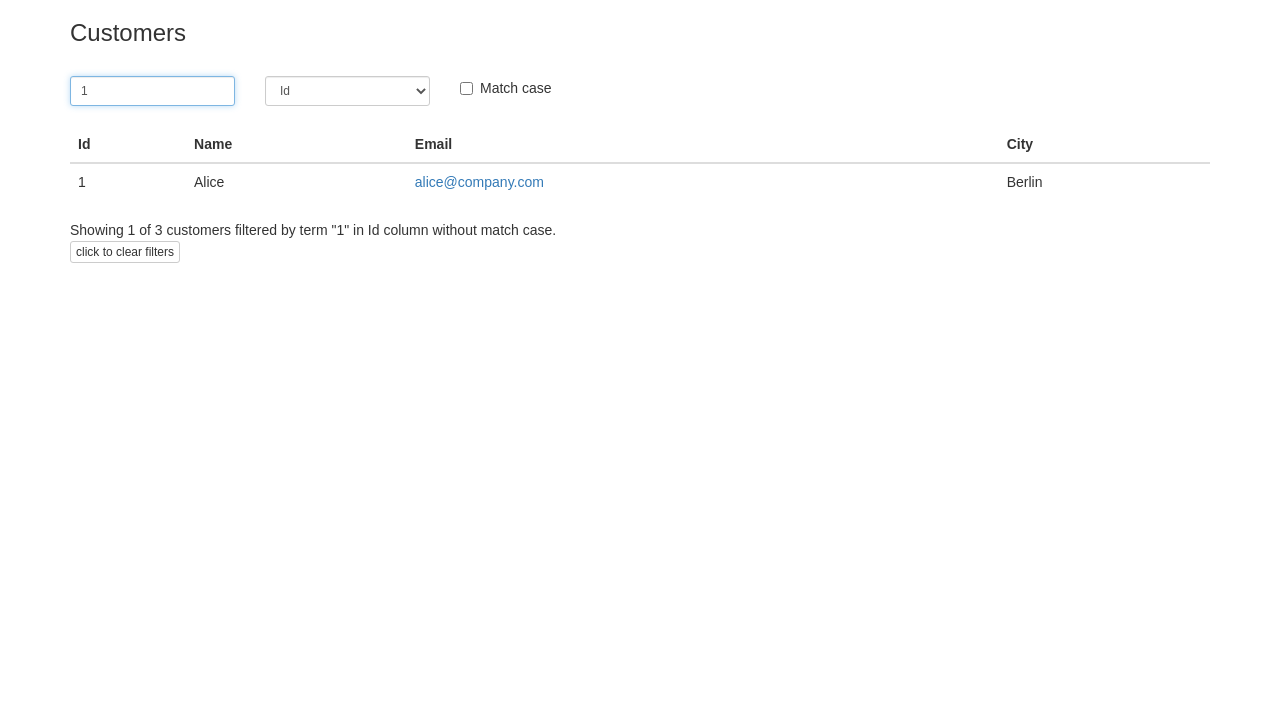 Customers
1 Id Match case
Id Name Email City
1 Alice alice@company.com Berlin
Showing 1 of 3 customers filtered by term "1" in Id column without match case.
click to clear filters